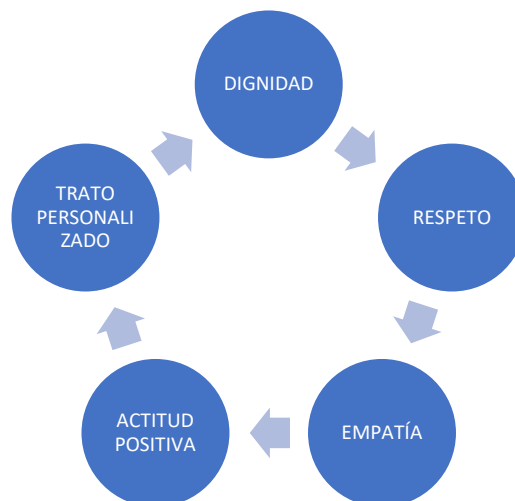 DIGNIDAD
RESPETO
EMPATÍA
ACTITUD
POSITIVA
TRATO
PERSONALI
ZADO